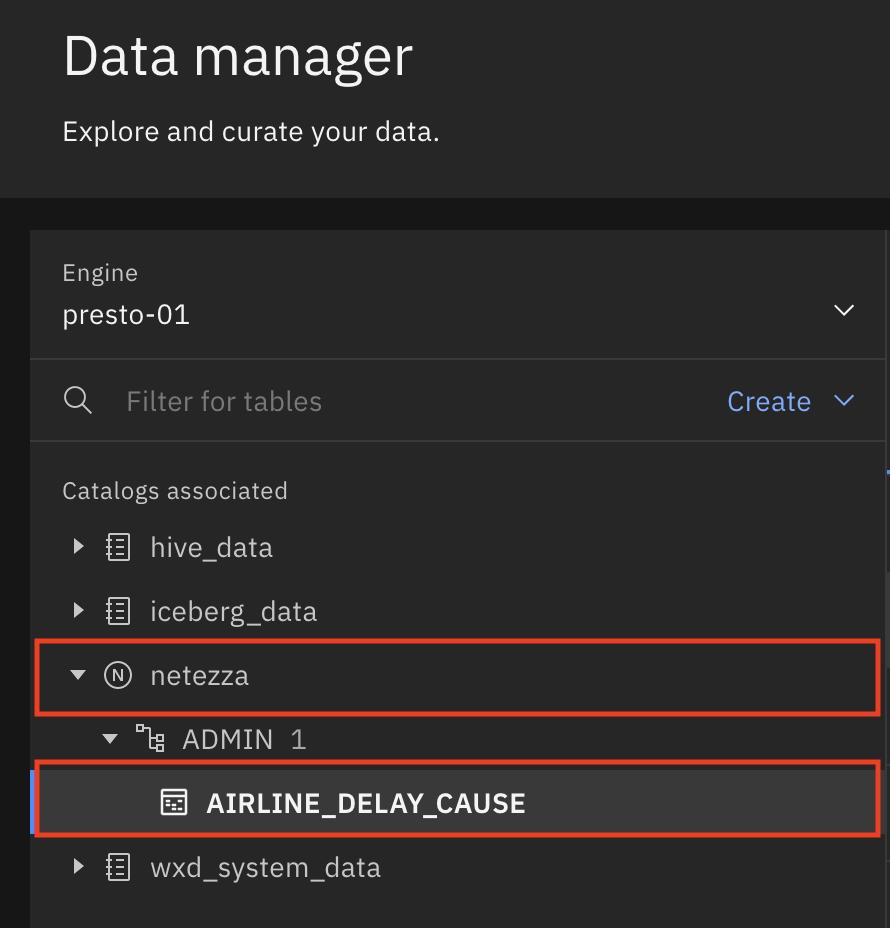 Data manager
Explore and curate your data.
Engine
presto-01
Filter for tables
Create
Catalogs associated
hive_data
iceberg_data
N netezza
ADMIN 1
AIRLINE_DELAY_CAUSE
wxd_system_data